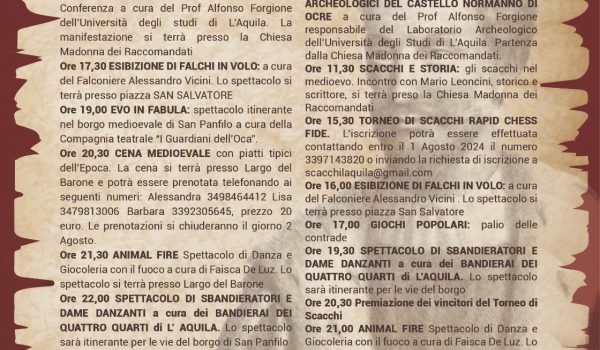 Conferenza a cura del Prof Alfonso Forgione
dell'Università degli studi di L'Aquila. La
manifestazione si terrà presso la Chiesa
Madonna dei Raccomandati
Ore 17,30 ESIBIZIONE DI FALCHI IN VOLO: a cura
del Falconiere Alessandro Vicini. Lo spettacolo si
terrà presso piazza SAN SALVATORE
Ore 19,00 EVO IN FABULA: spettacolo itinerante
nel borgo medioevale di San Panfilo a cura della
Compagnia teatrale “I Guardiani dell'Oca”.
Ore 20,30 CENA MEDIOEVALE con piatti tipici
dell'Epoca. La cena si terrà presso Largo del
Barone e potrà essere prenotata telefonando ai
seguenti numeri: Alessandra 3498464412 Lisa
3479813006 Barbara 3392305645, prezzo 20
euro. Le prenotazioni si chiuderanno il giorno 2
Agosto.
Ore 21,30 ANIMAL FIRE Spettacolo di Danza e
Giocoleria con il fuoco a cura di Faisca De Luz. Lo
spettacolo si terrà presso Largo del Barone
Ore 22,00 SPETTACOLO DI SBANDIERATORI E
DAME DANZANTI a cura dei BANDIERAI DEI
QUATTRO QUARTI di L' AQUILA. Lo spettacolo
sarà itinerante per le vie del borgo di San Panfilo
ARCHEOLOGICI DEL CASTELLO NORMANNO DI
OCRE a cura del Prof Alfonso Forgione
responsabile del Laboratorio Archeologico
dell'Università degli Studi di L'Aquila. Partenza
dalla Chiesa Madonna dei Raccomandati.
Ore 11,30 SCACCHI E STORIA: gli scacchi nel
medioevo. Incontro con Mario Leoncini, storico e
scrittore, si terrà preso la Chiesa Madonna dei
Raccomandati
Ore 15,30 TORNEO DI SCACCHI RAPID CHESS
FIDE. L'iscrizione potrà essere effettuata
contattando entro il 1 Agosto 2024 il numero
3397143820 o inviando la richiesta di iscrizione a
scacchilaquila@gmail.com
Ore 16,00 ESIBIZIONE DI FALCHI IN VOLO: a cura
del Falconiere Alessandro Vicini . Lo spettacolo si
terrà presso piazza San Salvatore
Ore 17,00 GIOCHI POPOLARI: palio delle
contrade
Ore 19,30 SPETTACOLO DI SBANDIERATORI E
DAME DANZANTI a cura dei BANDIERAI DEI
QUATTRO QUARTI di L'AQUILA. Lo spettacolo
sarà itinerante per le vie del borgo
Ore 20,30 Premiazione dei vincitori del Torneo di
Scacchi
Ore 21,00 ANIMAL FIRE Spettacolo di Danza e
Giocoleria con il fuoco a cura di Faisca De Luz. Lo